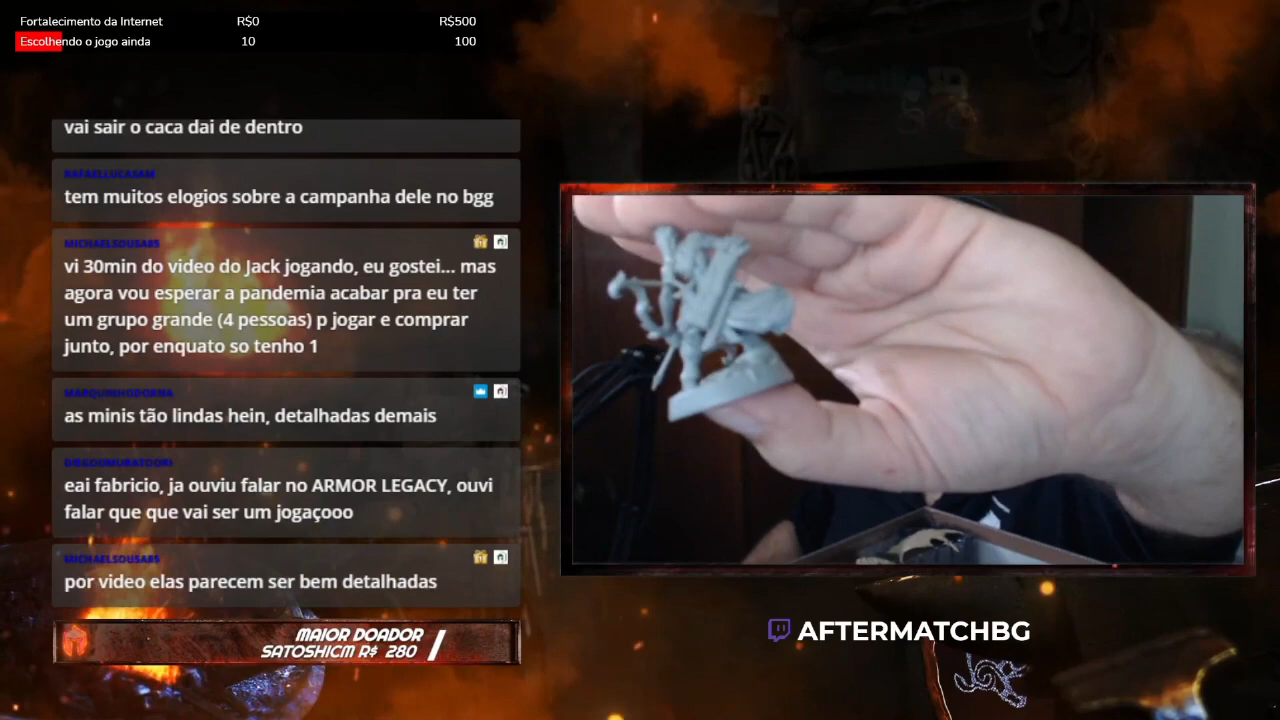 Fortalecimento da Internet R$0 R$500
Escolhendo o jogo ainda 10 100
vai sair o caca dai de dentro
RAFAELLUCASAM
tem muitos elogios sobre a campanha dele no bgg
MICHAELSOUSA85
vi 30min do video do Jack jogando, eu gostei... mas
agora vou esperar a pandemia acabar pra eu ter
um grupo grande (4 pessoas) p jogar e comprar
junto, por enquato so tenho 1
MARQUINHODORNA
as minis tão lindas hein, detalhadas demais
eai fabricio, ja ouviu falar no ARMOR LEGACY, ouvi
falar que que vai ser um jogaçooo
MICHAELSOUSA85
por video elas parecem ser bem detalhadas
MAIOR DOADOR
SATOSHICM R$ 280
AFTERMATCHBG